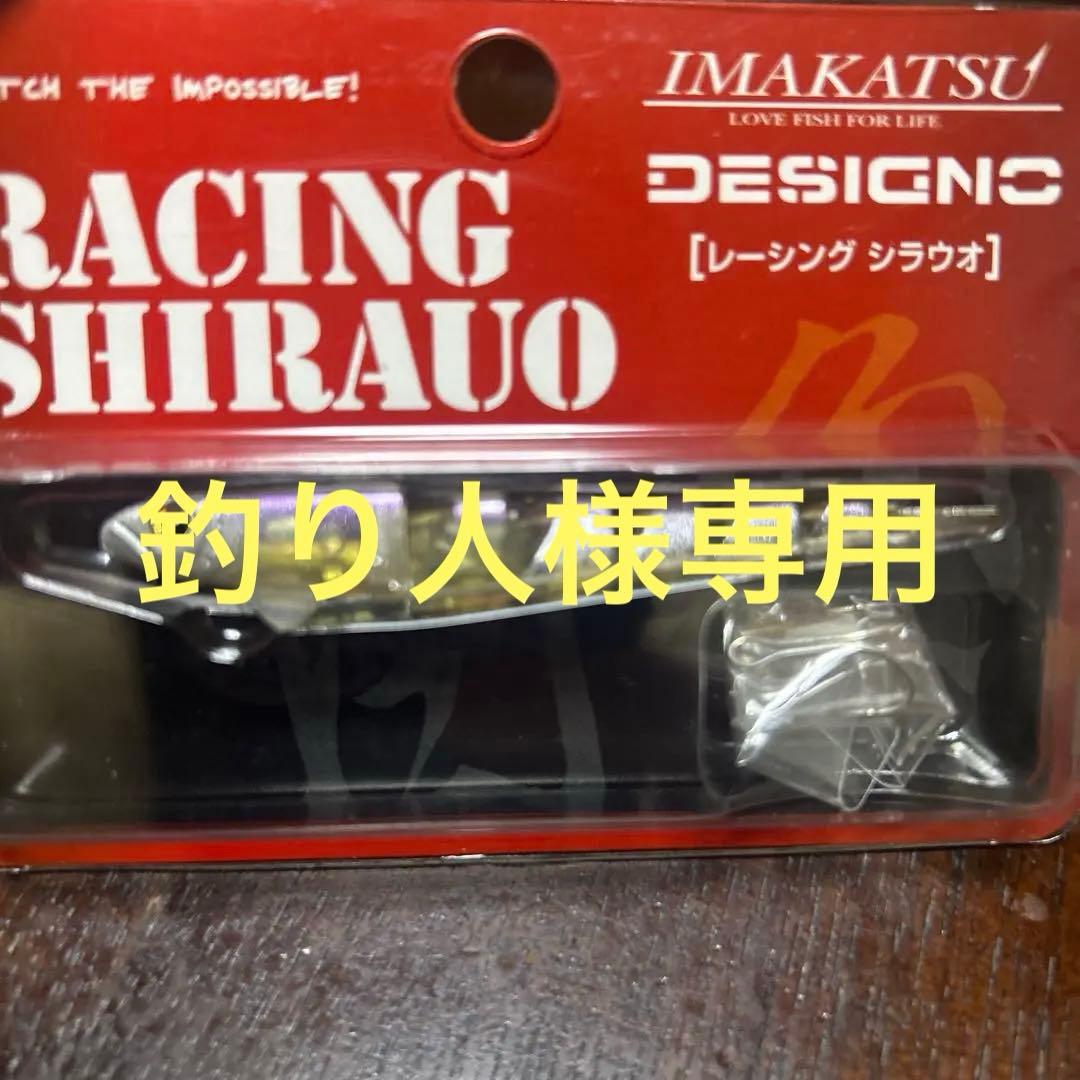 TCH THE IMPOSSIBLE!
IMAKATSU
LOVE FISH FOR LIFE
DESIGNO
[レーシング シラウオ]
RACING
SHIRAUO
釣り人様専用